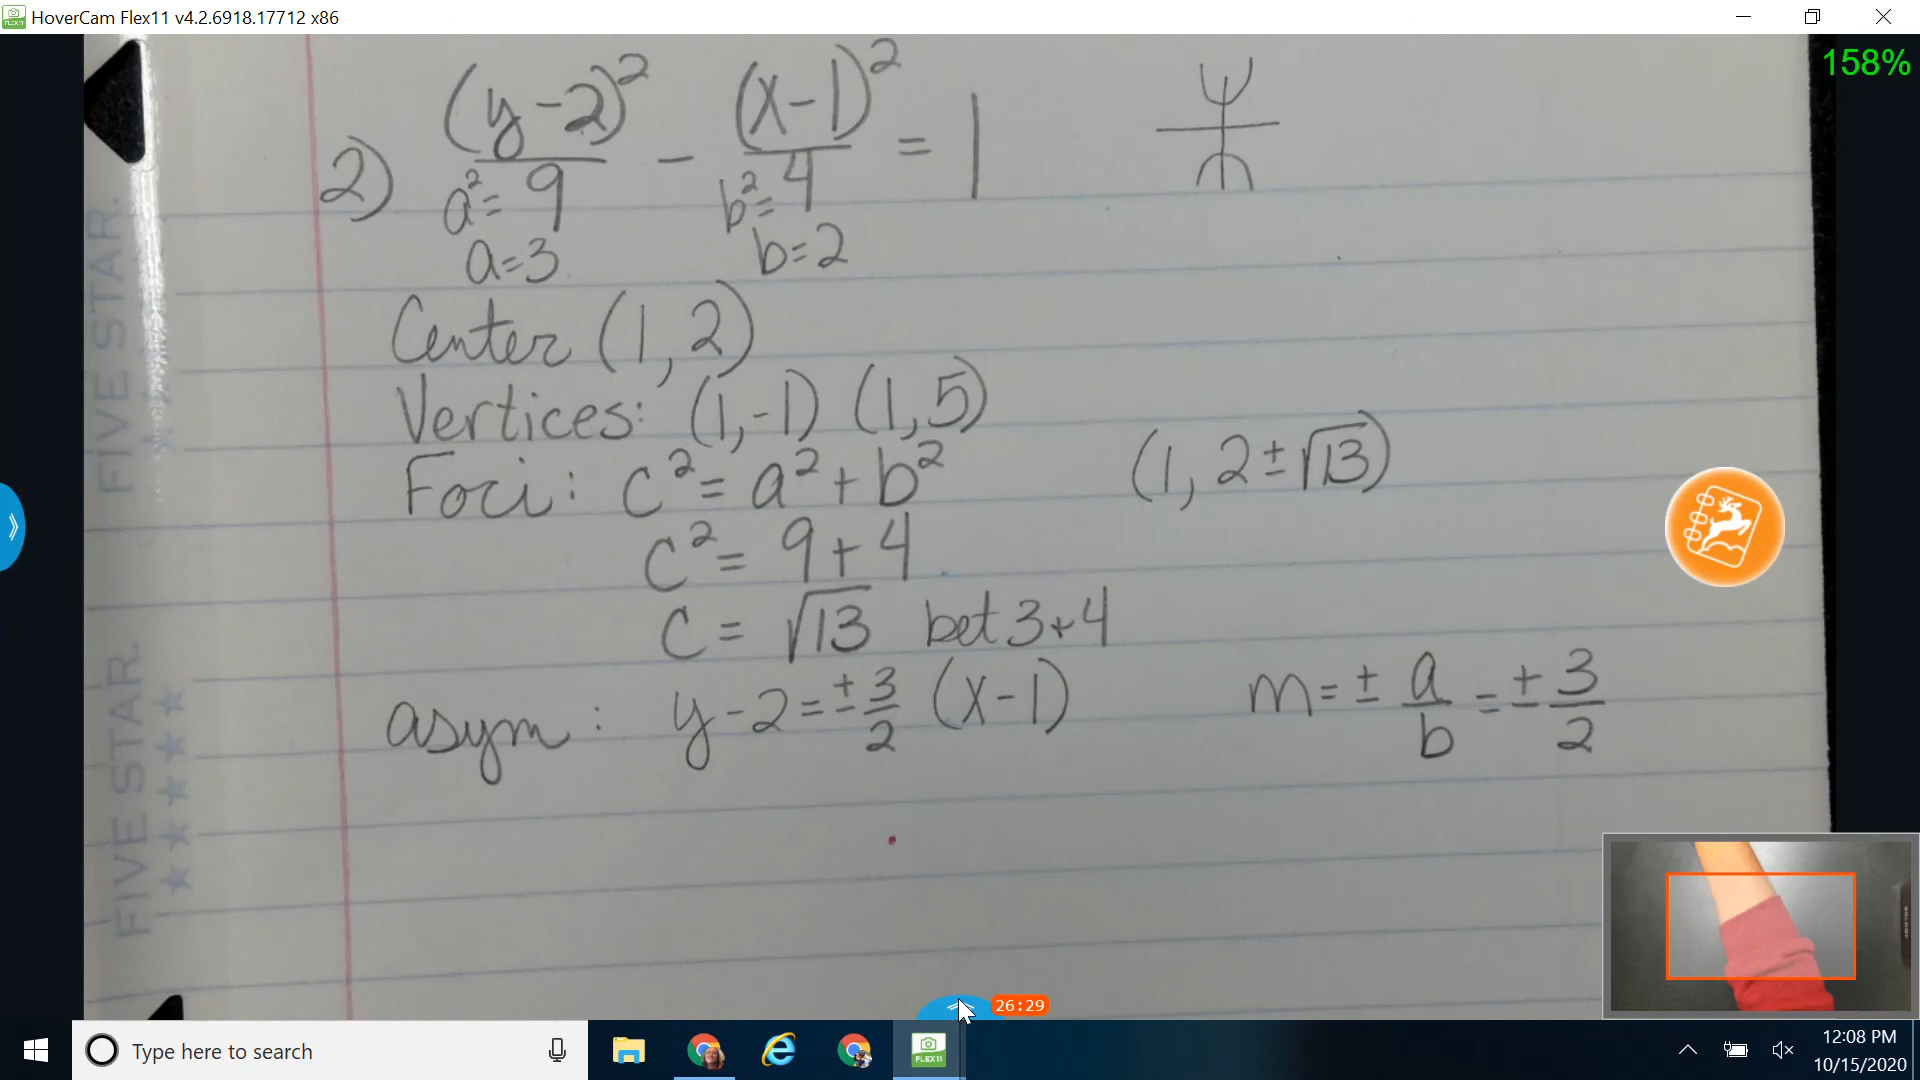 HoverCam Flex11 v4.2.6918.17712 x86
158%
2) (y-2)²/9 - (x-1)²/4 = 1
a²= b²=
a=3 b=2
Center (1, 2)
Vertices: (1,-1) (1,5)
Foci: c² = a² + b² (1, 2 ± √13)
c² = 9 + 4
c = √13 bet 3+4
asym: y-2 = ± 3/2 (x-1) m = ± a/b = ± 3/2
FIVE STAR.
FIVE STAR.
26:29
Type here to search
FLEX11
12:08 PM
10/15/2020